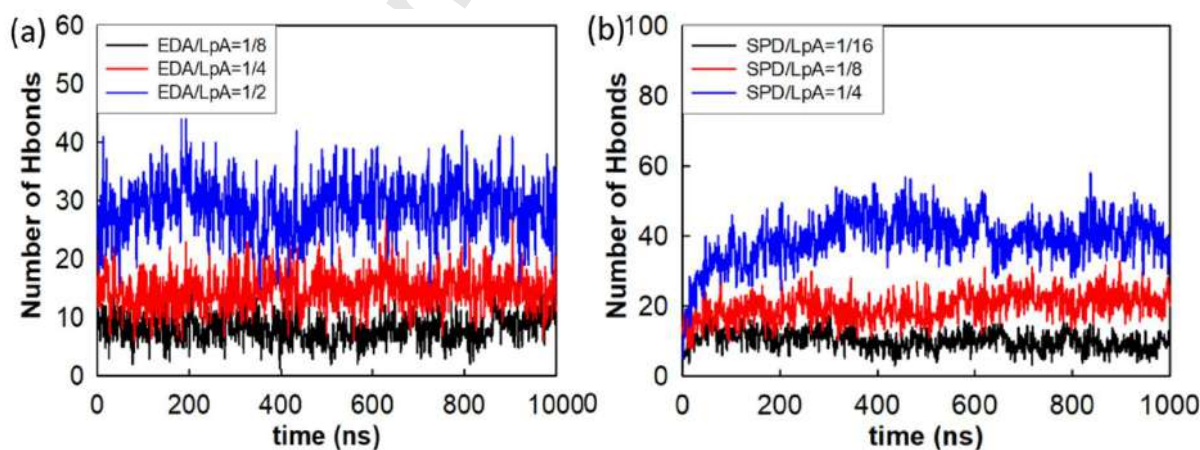 (a)
Number of Hbonds
60
50
40
30
20
10
0
EDA/LpA=1/8
EDA/LpA=1/4
EDA/LpA=1/2
0 200 400 600 800 10000
time (ns)
(b)
Number of Hbonds
100
80
60
40
20
0
SPD/LpA=1/16
SPD/LpA=1/8
SPD/LpA=1/4
0 200 400 600 800 1000
time (ns)